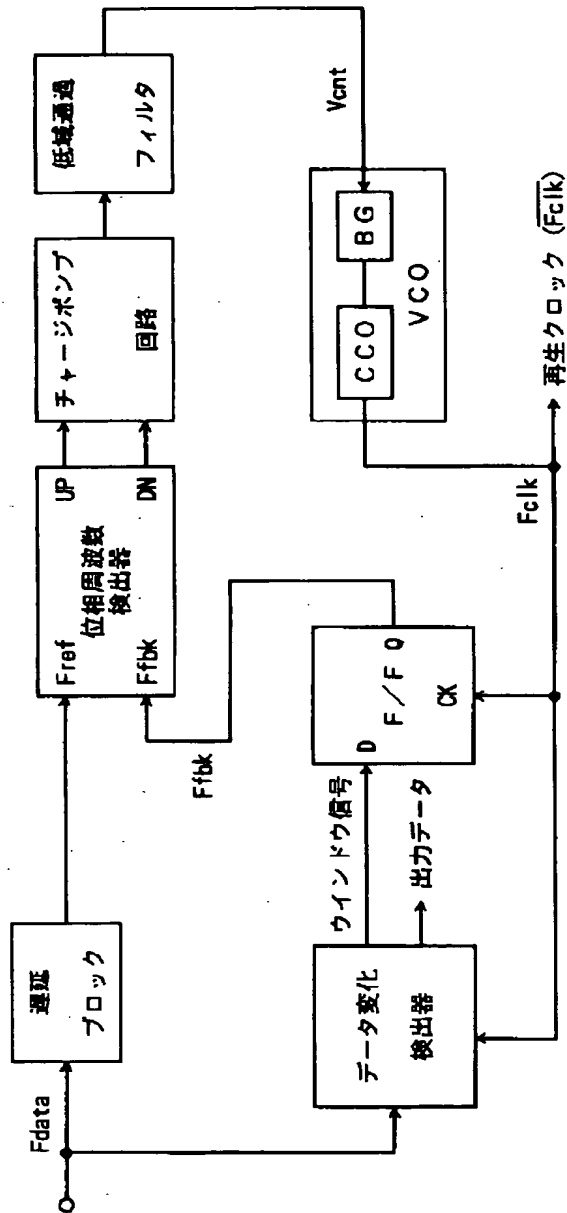 Fdata
遅延
ブロック
Fref
Ffbk
位相周波数
検出器
UP
DN
チャージポンプ
回路
低域通過
フィルタ
Vcnt
BG
CCO
VCO
Ffbk
データ変化
検出器
ウインドウ信号
出力データ
D
F/F
Q
CK
Fclk
再生クロック (F̅c̅l̅k̅)